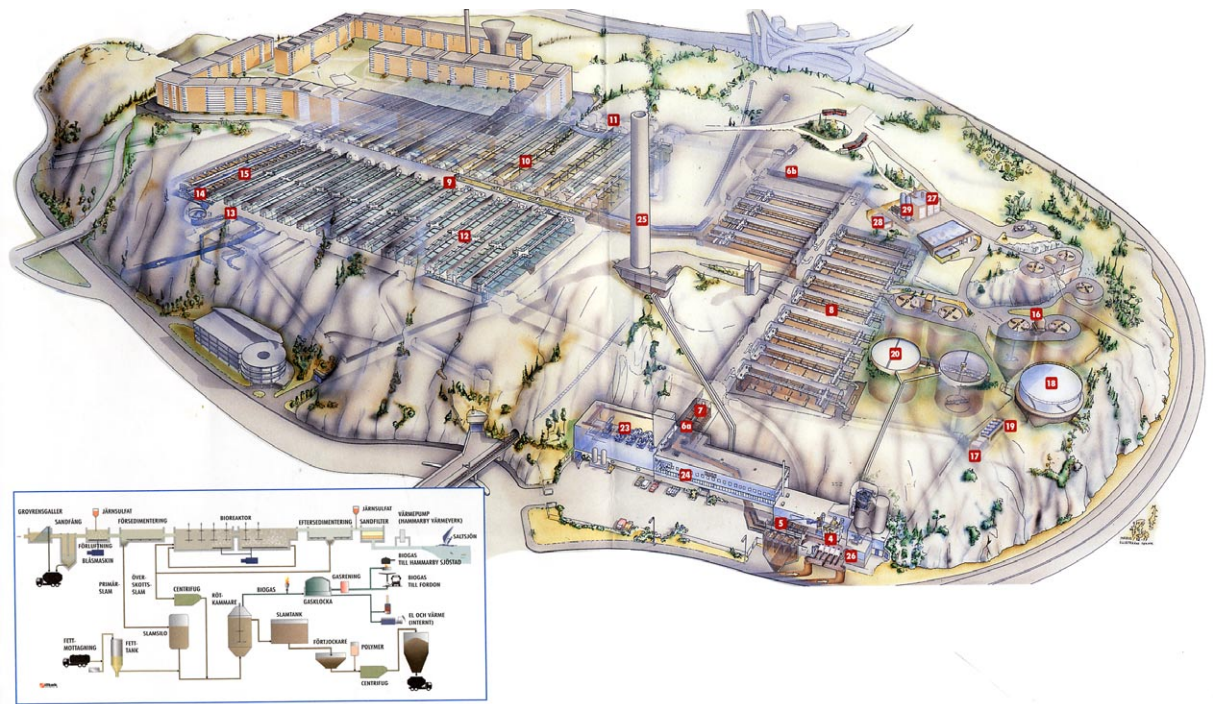 11
10
6b
15
9
14
27
13
25
29
28
12
8
16
20
18
7
23
6a
19
17
24
5
4
26
GROVRENSGALLER
JÄRNSULFAT
SANDFÅNG
FÖRSEDIMENTERING
BIOREAKTOR
EFTERSEDIMENTERING
JÄRNSULFAT
SANDFILTER
VÄRMEPUMP
(HAMMARBY VÄRMEVERK)
SALTSJÖN
FÖRLUFTNING
BLÅSMASKIN
PRIMÄR-
SLAM
ÖVER-
SKOTTS-
SLAM
CENTRIFUG
RÖT-
KAMMARE
BIOGAS
GASKLOCKA
GASRENING
BIOGAS
TILL HAMMARBY SJÖSTAD
BIOGAS
TILL FORDON
EL OCH VÄRME
(INTERNT)
SLAMSILO
SLAMTANK
FÖRTJOCKARE
POLYMER
CENTRIFUG
FETT-
MOTTAGNING
FETT-
TANK